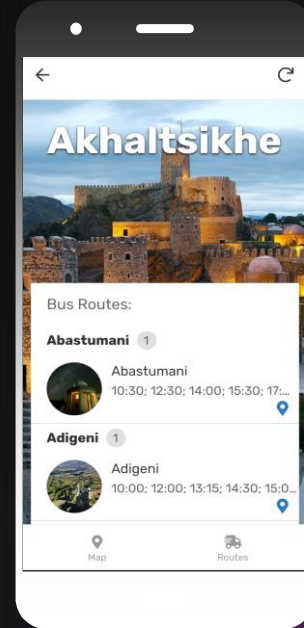 Akhaltsikhe
Bus Routes:
Abastumani 1
Abastumani
10:30; 12:30; 14:00; 15:30; 17:...
Adigeni 1
Adigeni
10:00; 12:00; 13:15; 14:30; 15:0...
Map
Routes